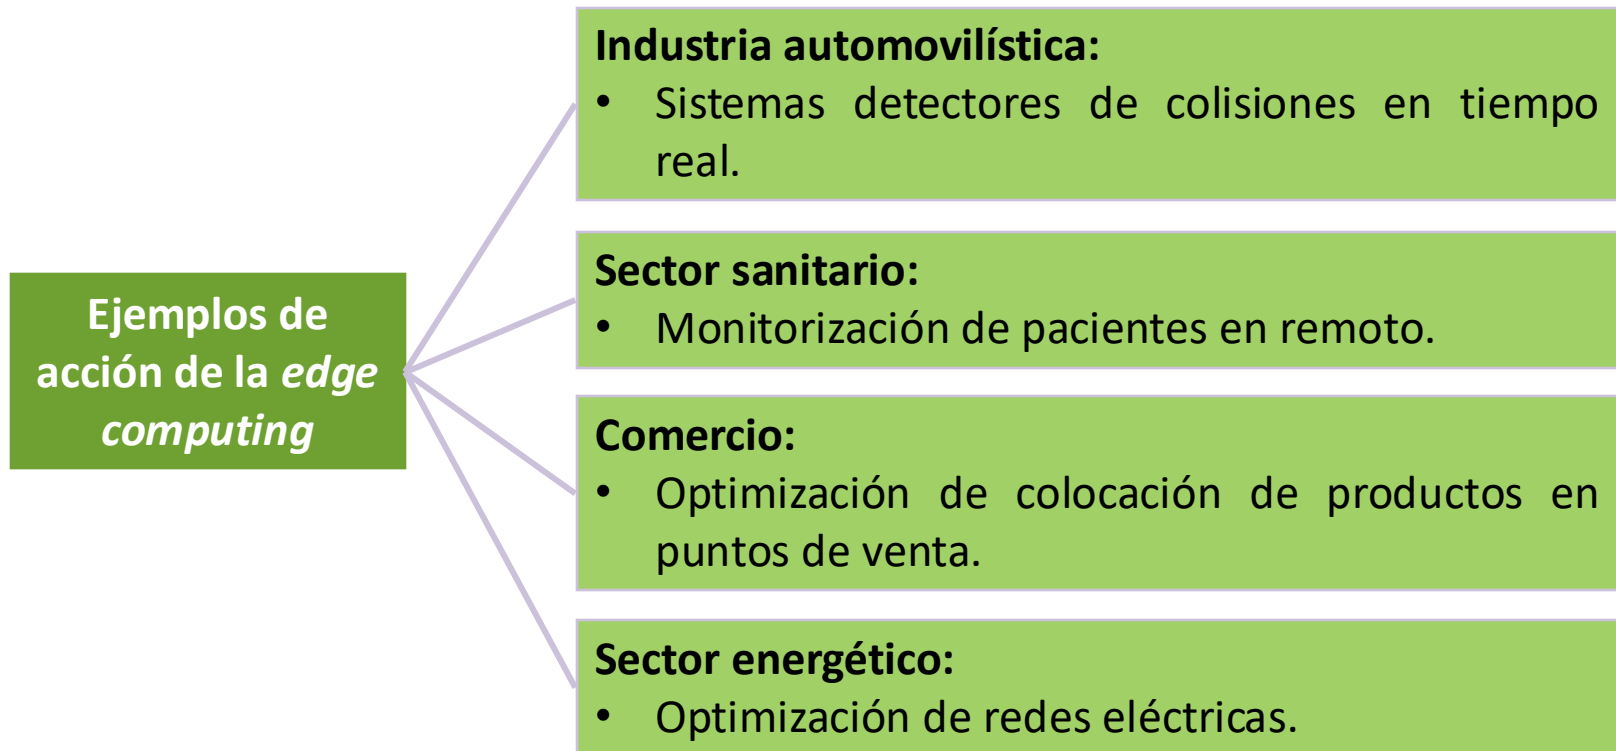 Ejemplos de
acción de la edge
computing
Industria automovilística:
• Sistemas detectores de colisiones en tiempo
real.
Sector sanitario:
• Monitorización de pacientes en remoto.
Comercio:
• Optimización de colocación de productos en
puntos de venta.
Sector energético:
• Optimización de redes eléctricas.